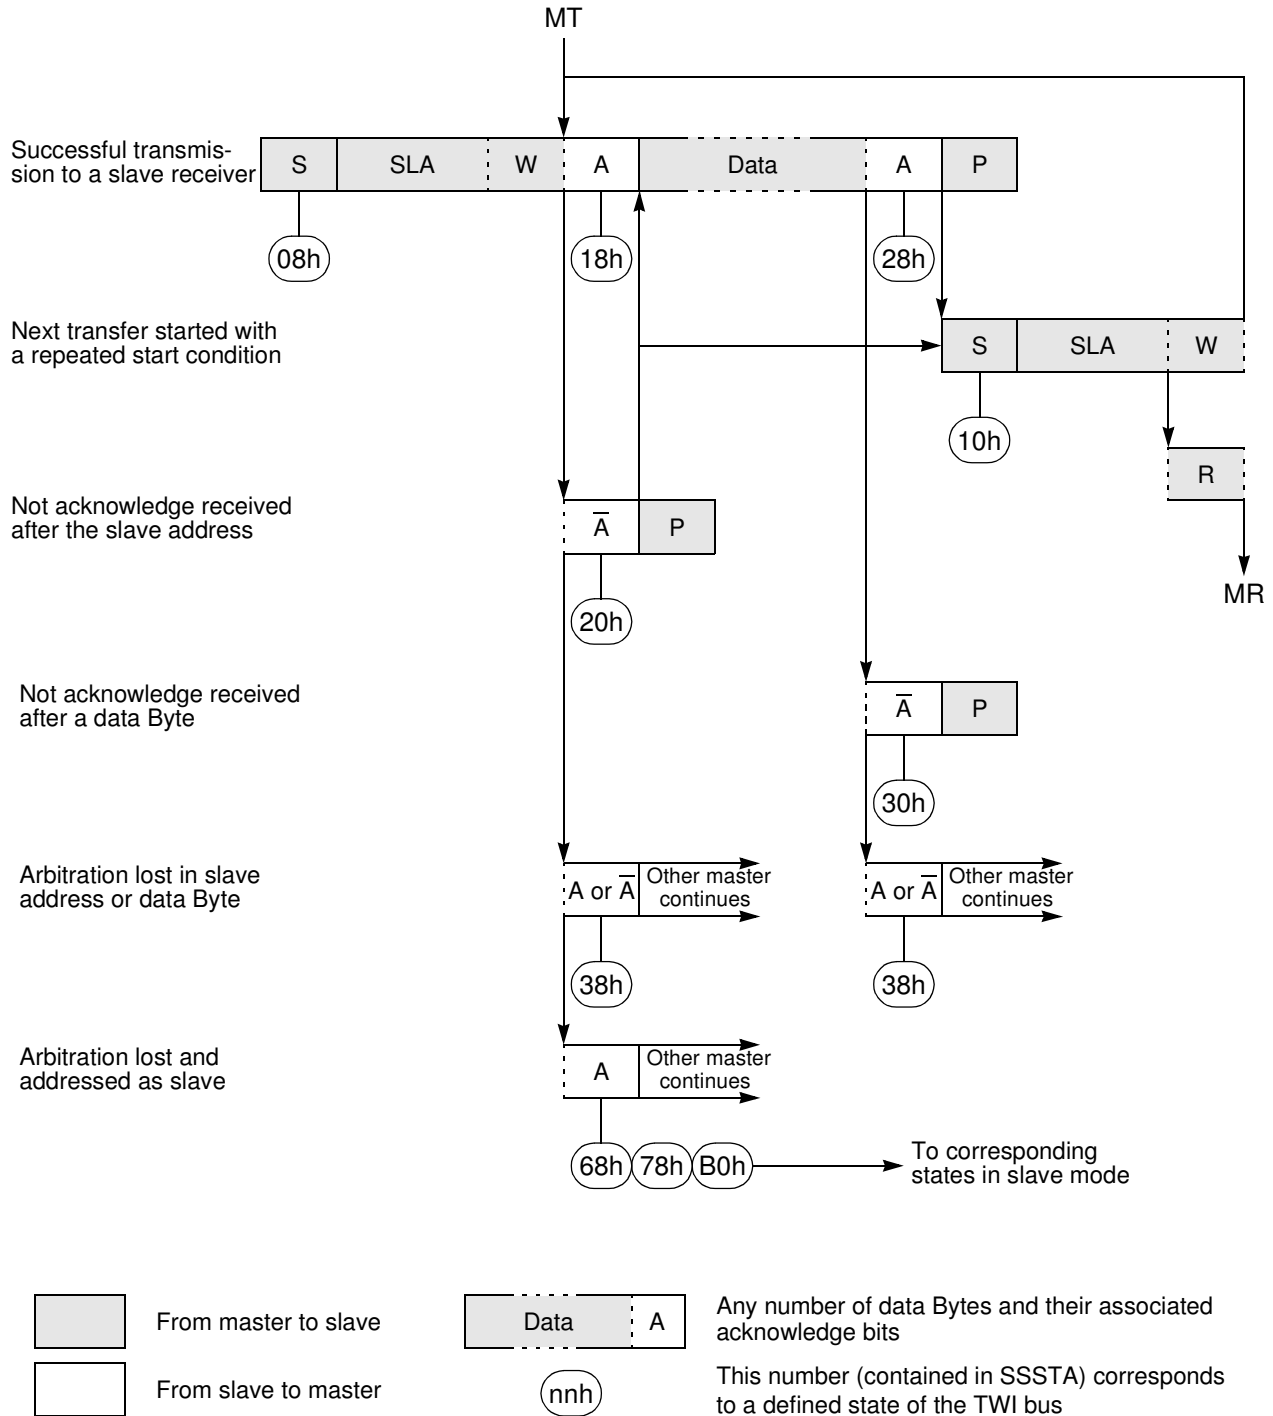 MT
Successful transmis-
sion to a slave receiver
S SLA W A Data A P
08h 18h 28h
Next transfer started with
a repeated start condition
S SLA W
10h
R
MR
Not acknowledge received
after the slave address
A̅ P
20h
Not acknowledge received
after a data Byte
A̅ P
30h
Arbitration lost in slave
address or data Byte
A or A̅
Other master
continues
A or A̅
Other master
continues
38h 38h
Arbitration lost and
addressed as slave
A
Other master
continues
68h 78h B0h
To corresponding
states in slave mode
From master to slave
Data A
Any number of data Bytes and their associated
acknowledge bits
From slave to master
nnh
This number (contained in SSSTA) corresponds
to a defined state of the TWI bus